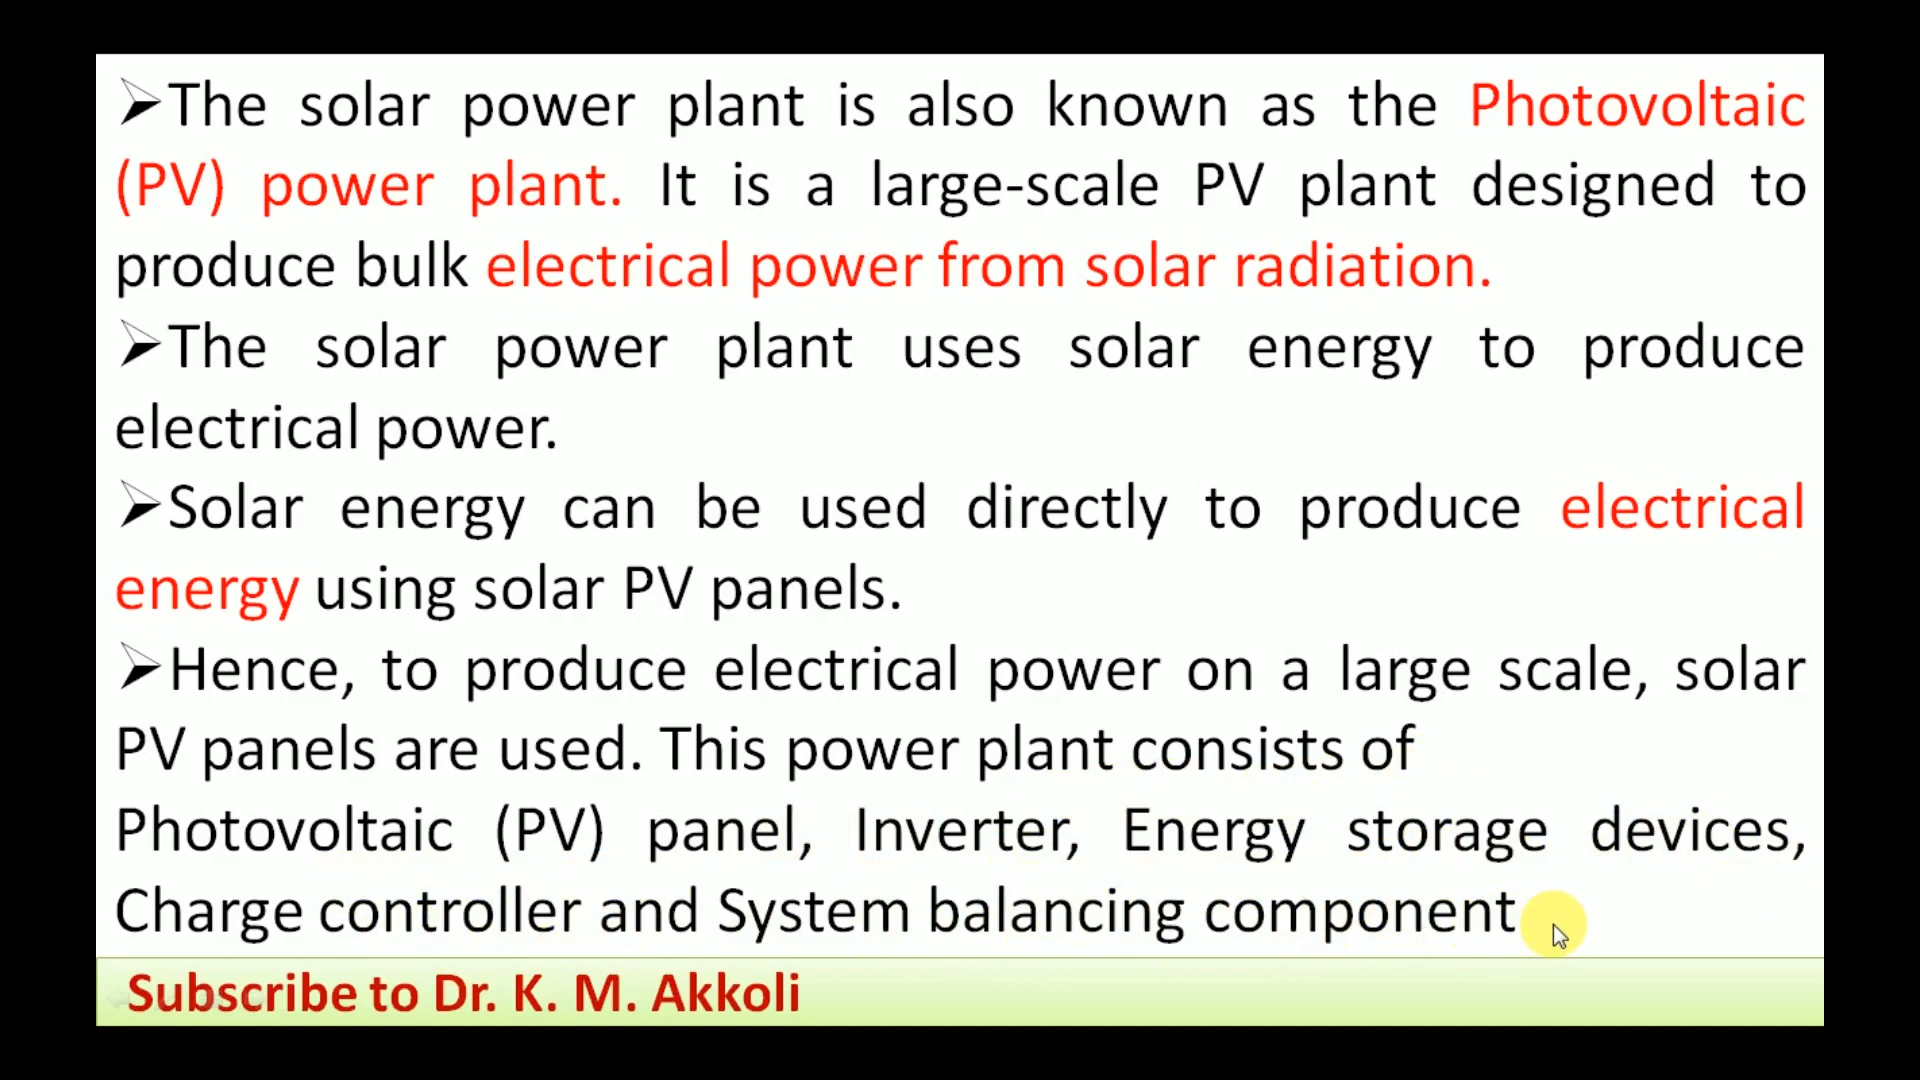 ➢The solar power plant is also known as the Photovoltaic
(PV) power plant. It is a large-scale PV plant designed to
produce bulk electrical power from solar radiation.
➢The solar power plant uses solar energy to produce
electrical power.
➢Solar energy can be used directly to produce electrical
energy using solar PV panels.
➢Hence, to produce electrical power on a large scale, solar
PV panels are used. This power plant consists of
Photovoltaic (PV) panel, Inverter, Energy storage devices,
Charge controller and System balancing component
Subscribe to Dr. K. M. Akkoli